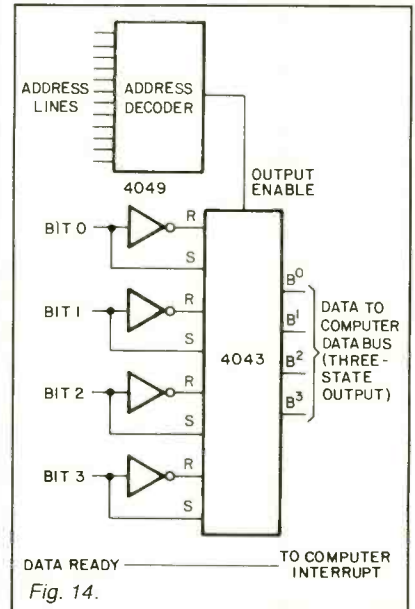 ADDRESS
LINES
ADDRESS
DECODER
4049
OUTPUT
ENABLE
BIT 0
R
S
BIT 1
R
S
BIT 2
R
S
BIT 3
R
S
4043
B⁰
B¹
B²
B³
DATA TO
COMPUTER
DATA BUS
(THREE-
STATE
OUTPUT)
DATA READY
TO COMPUTER
INTERRUPT
Fig. 14.